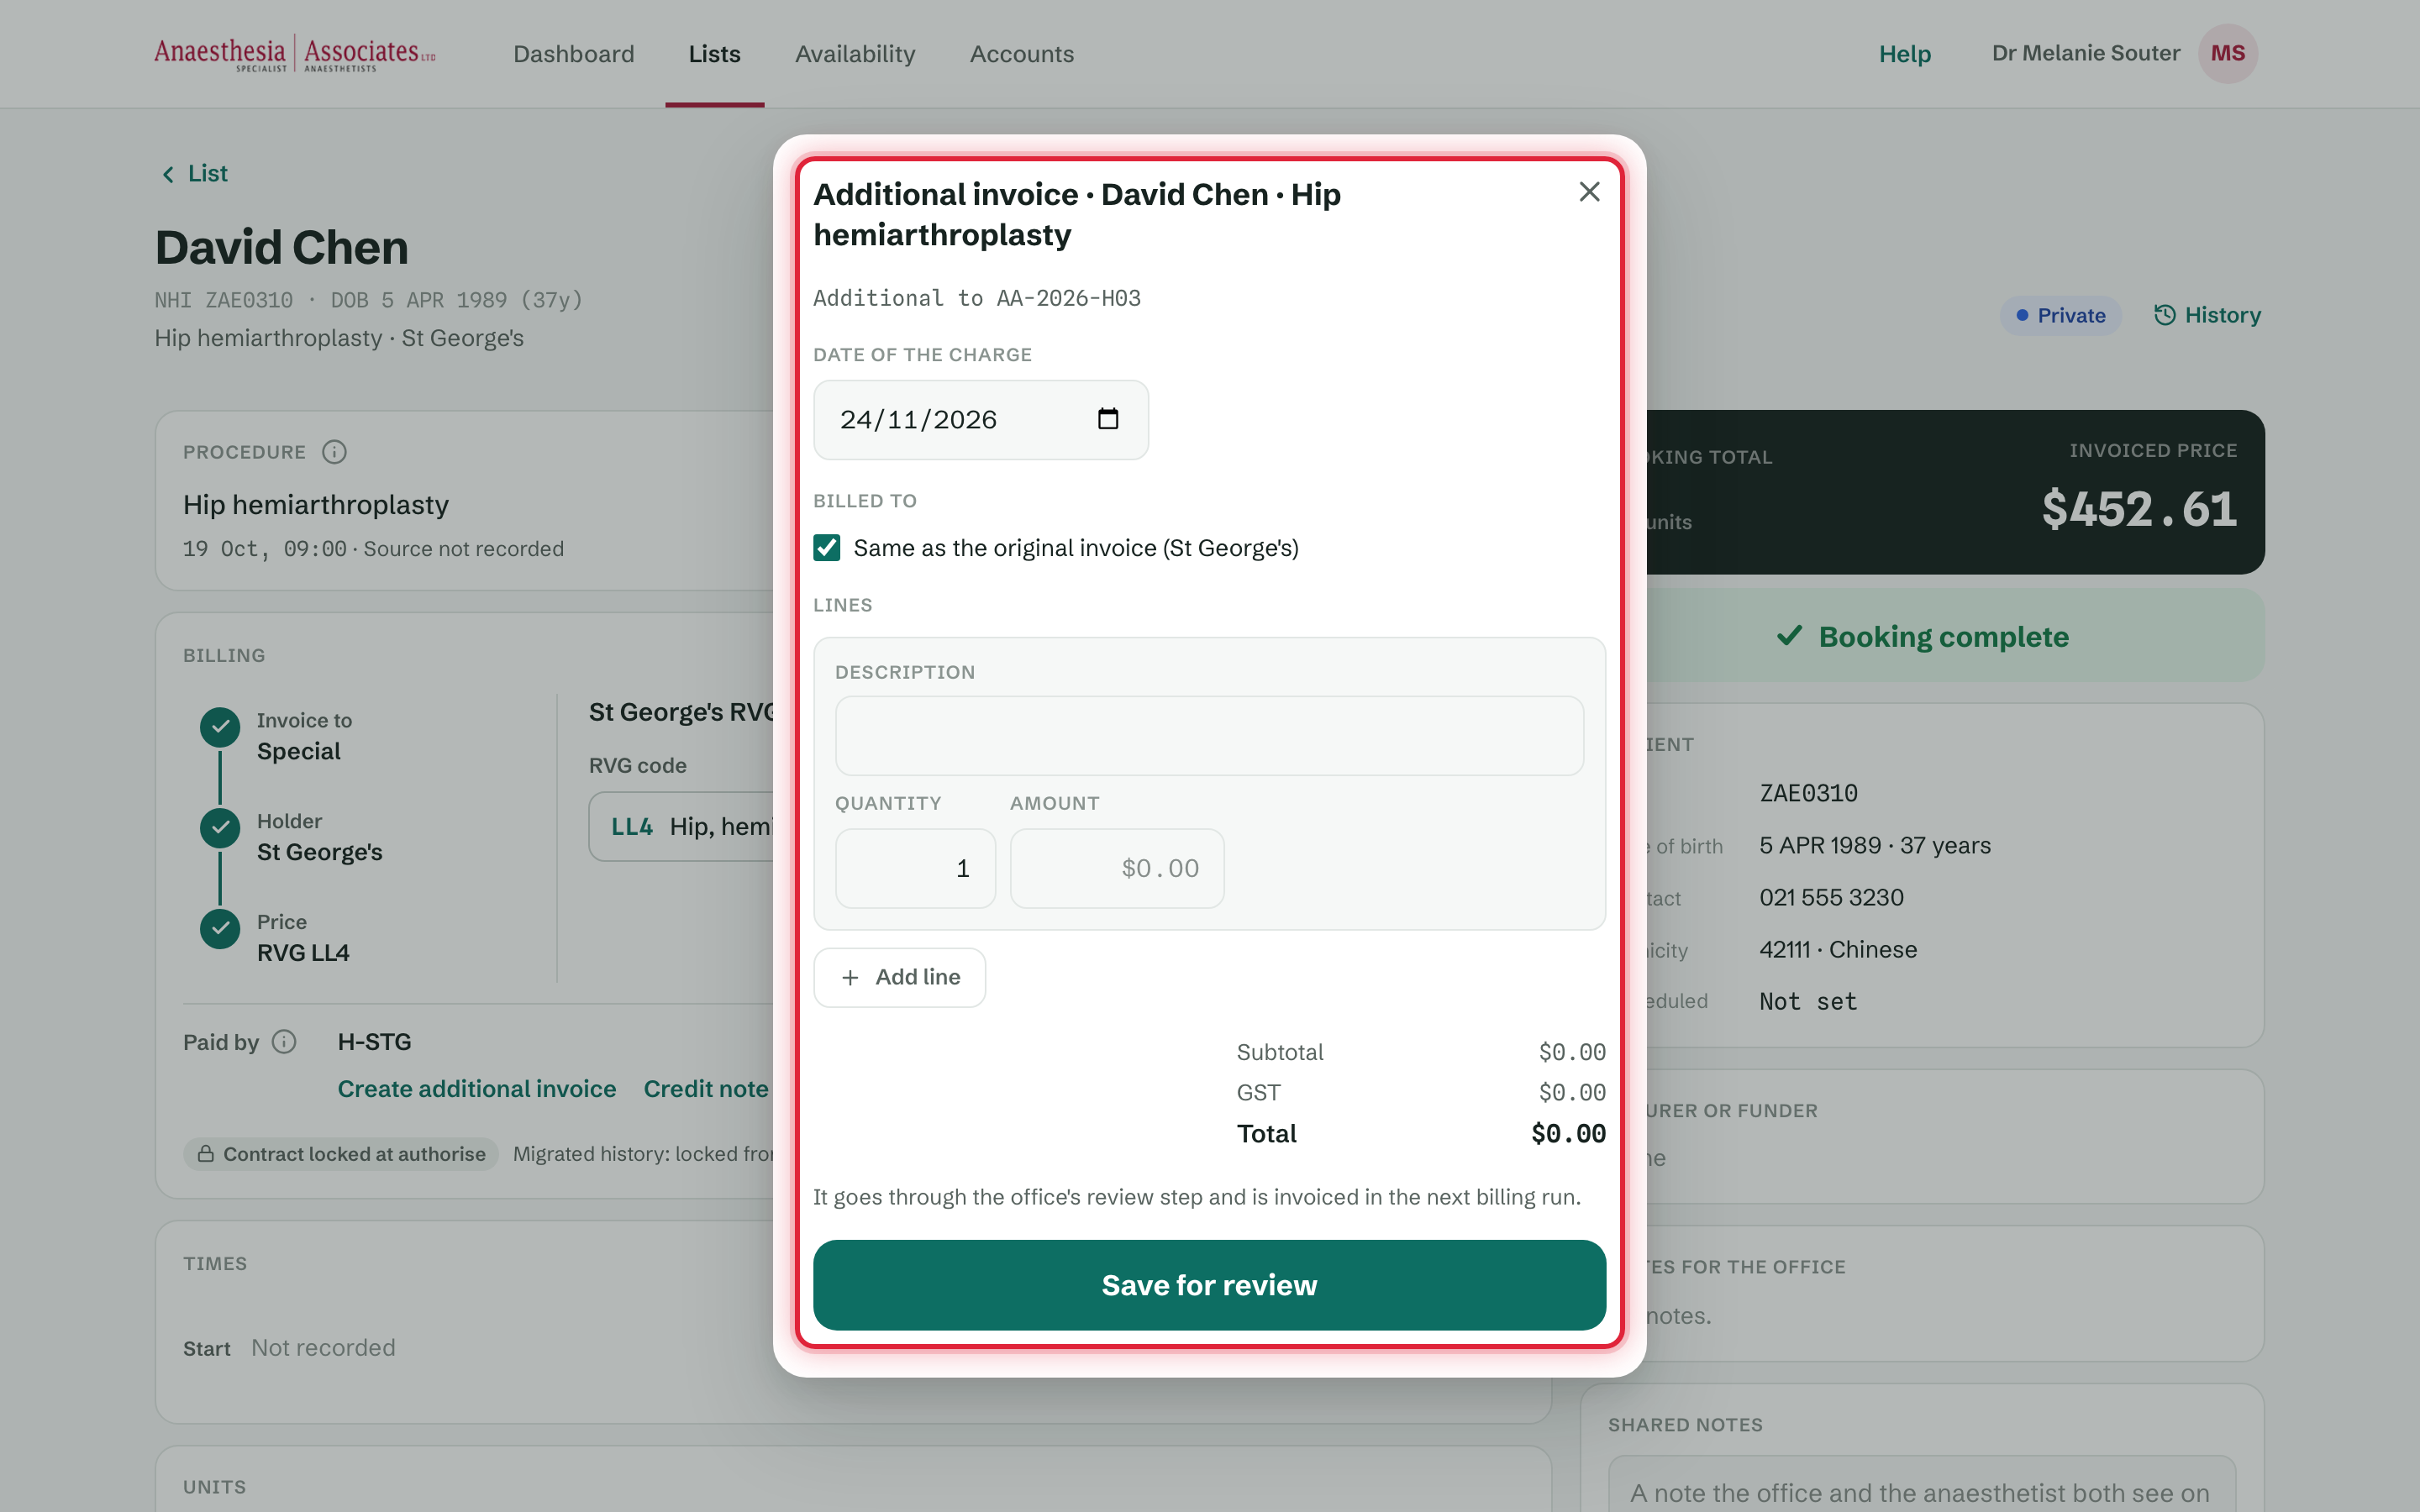 Anaesthesia Associates LTD
SPECIALIST ANAESTHETISTS
Dashboard
Lists
Availability
Accounts
Help
Dr Melanie Souter
MS
List
David Chen
NHI ZAE0310 · DOB 5 APR 1989 (37y)
Hip hemiarthroplasty · St George's
Private
History
PROCEDURE
Hip hemiarthroplasty
19 Oct, 09:00 · Source not recorded
BILLING
Invoice to
Special
Holder
St George's
Price
RVG LL4
St George's RVG
RVG code
LL4 Hip, hemi
Paid by
H-STG
Create additional invoice
Credit note
Contract locked at authorise
Migrated history: locked from
TIMES
Start Not recorded
UNITS
Additional invoice · David Chen · Hip
hemiarthroplasty
Additional to AA-2026-H03
DATE OF THE CHARGE
24/11/2026
BILLED TO
Same as the original invoice (St George's)
LINES
DESCRIPTION
QUANTITY
AMOUNT
1
$0.00
Add line
Subtotal $0.00
GST $0.00
Total $0.00
It goes through the office's review step and is invoiced in the next billing run.
Save for review
TOTAL
INVOICED PRICE
units
$452.61
Booking complete
ZAE0310
of birth 5 APR 1989 · 37 years
021 555 3230
42111 · Chinese
Not set
OR FUNDER
FOR THE OFFICE
notes.
SHARED NOTES
A note the office and the anaesthetist both see on